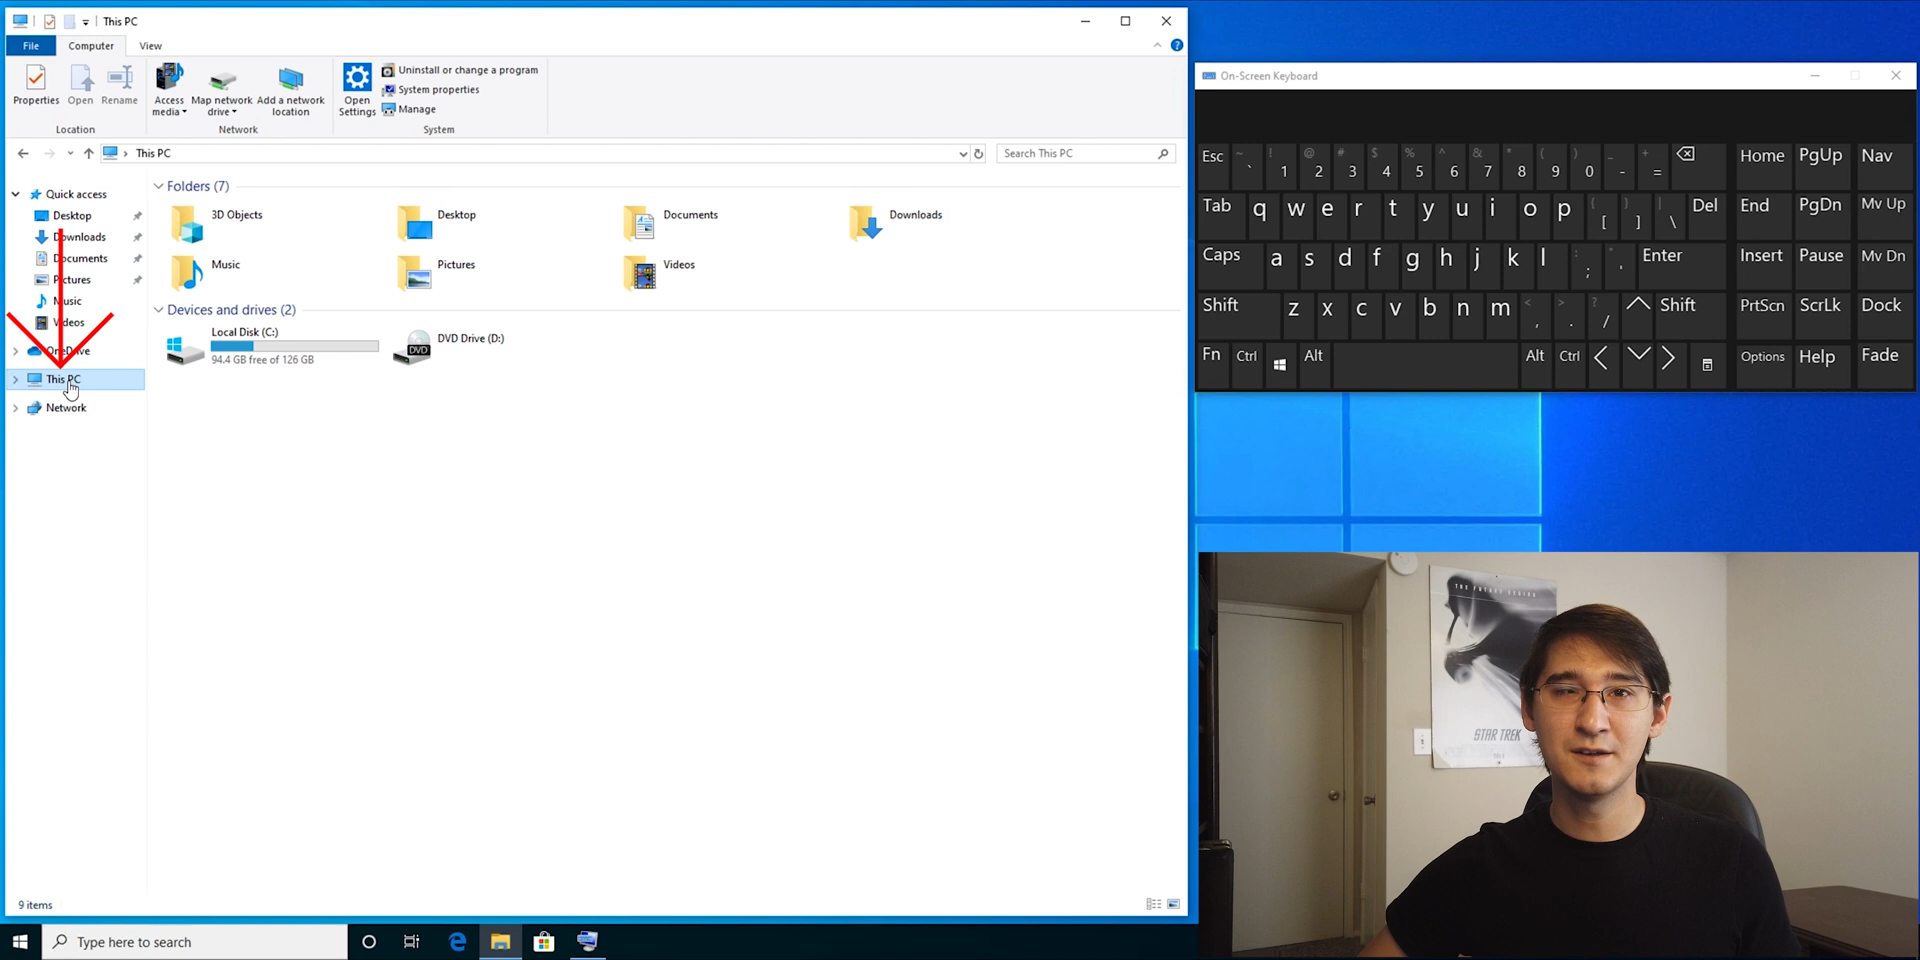 This PC
File Computer View
Properties Open Rename Access media Map network drive Add a network location Open Settings Uninstall or change a program
System properties
Manage
Location Network System
This PC
Search This PC
Quick access
Desktop
Downloads
Documents
Pictures
Music
Videos
OneDrive
This PC
Network
Folders (7)
3D Objects Desktop Documents Downloads
Music Pictures Videos
Devices and drives (2)
Local Disk (C:)
94.4 GB free of 126 GB
DVD Drive (D:)
DVD
9 items
Type here to search
On-Screen Keyboard
Esc ~ ` ! 1 @ 2 # 3 $ 4 % 5 ^ 6 & 7 * 8 ( 9 ) 0 _ - + = Home PgUp Nav
Tab q w e r t y u i o p { [ } ] | \ Del End PgDn Mv Up
Caps a s d f g h j k l : ; " ' Enter Insert Pause Mv Dn
Shift z x c v b n m < , > . ? / Shift PrtScn ScrLk Dock
Fn Ctrl Alt Alt Ctrl Options Help Fade
THE FUTURE BEGINS
STAR TREK